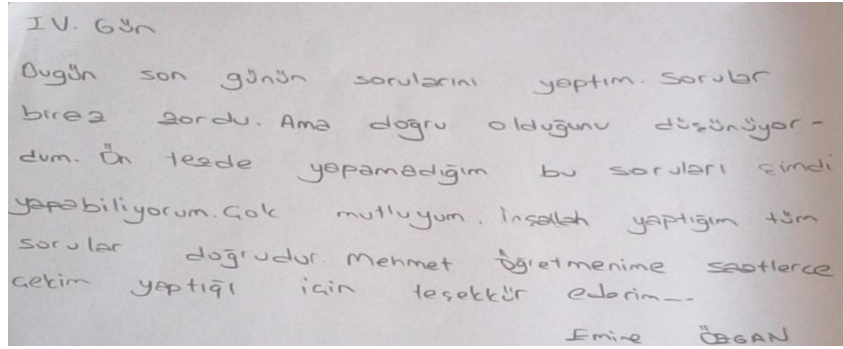 IV. Gün
Bugün son günün sorularını yaptım. Sorular
biraz zordu. Ama doğru olduğunu düşünüyor-
dum. Ön testde yapamadığım bu soruları şimdi
yapabiliyorum. Çok mutluyum. İnşallah yaptığım tüm
sorular doğrudur. Mehmet Öğretmenime saatlerce
çekim yaptığı için teşekkür ederim...
Emine ÖZGAN